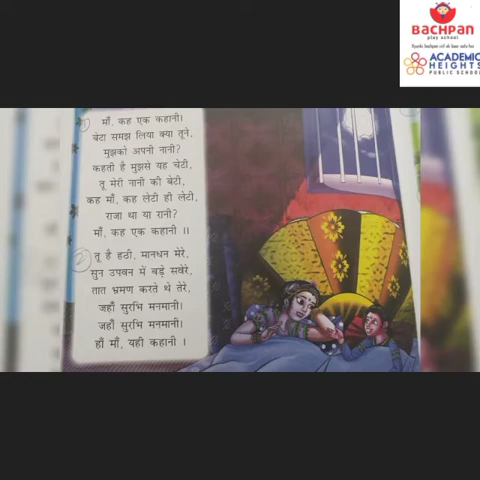 BACHPAN
play school
ACADEMIC
HEIGHTS
PUBLIC SCHOOL
माँ, कह एक कहानी।
बेटा समझ लिया क्या तूने,
मुझको अपनी नानी?
कहती है मुझसे यह चेटी,
तू मेरी नानी की बेटी,
कह माँ, कह लेटी ही लेटी,
राजा था या रानी?
माँ, कह एक कहानी ।।
तू है हठी, मानधन मेरे,
सुन उपवन में बड़े सवेरे,
तात भ्रमण करते थे तेरे,
जहाँ सुरभि मनमानी।
जहाँ सुरभि मनमानी।
हाँ माँ, यही कहानी ।